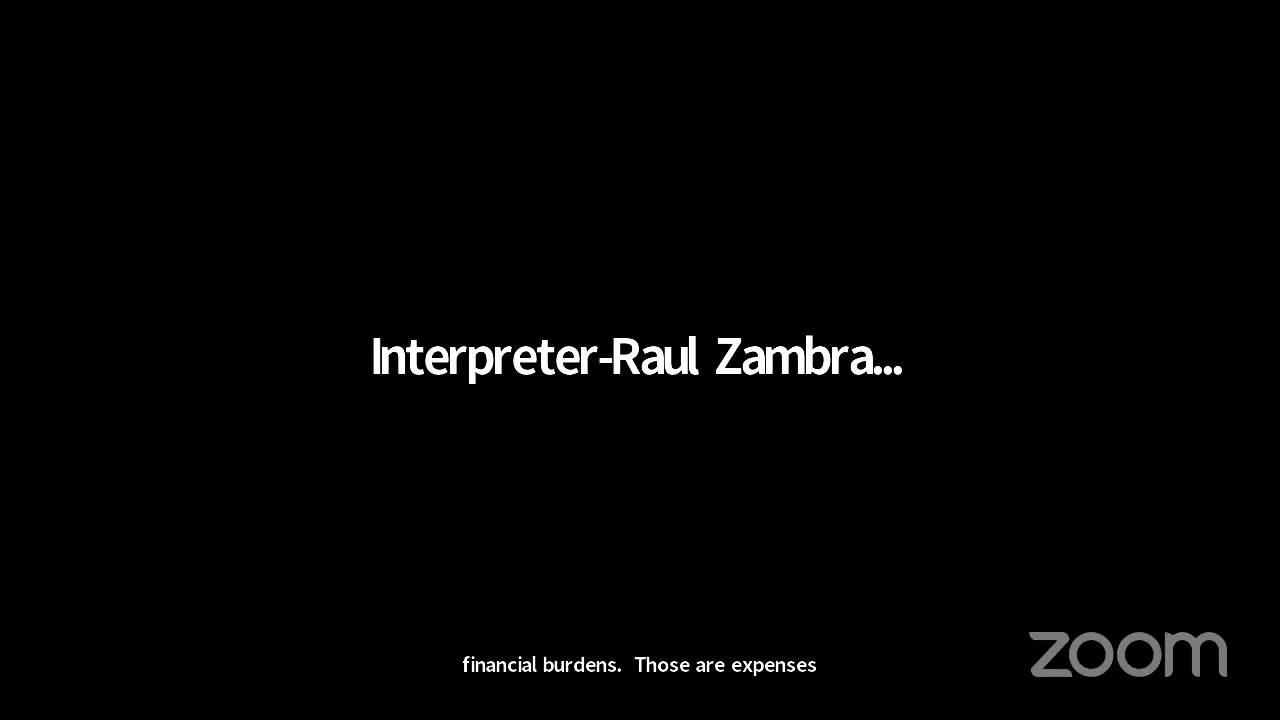 Interpreter-Raul Zambra...
financial burdens. Those are expenses
zoom